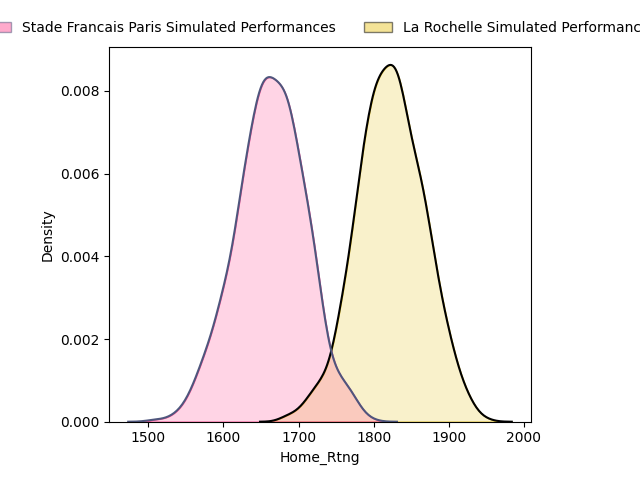 Stade Francais Paris Simulated Performances La Rochelle Simulated Performanc
0.008
0.006
0.004
0.002
0.000
Density
1500 1600 1700 1800 1900 2000
Home_Rtng